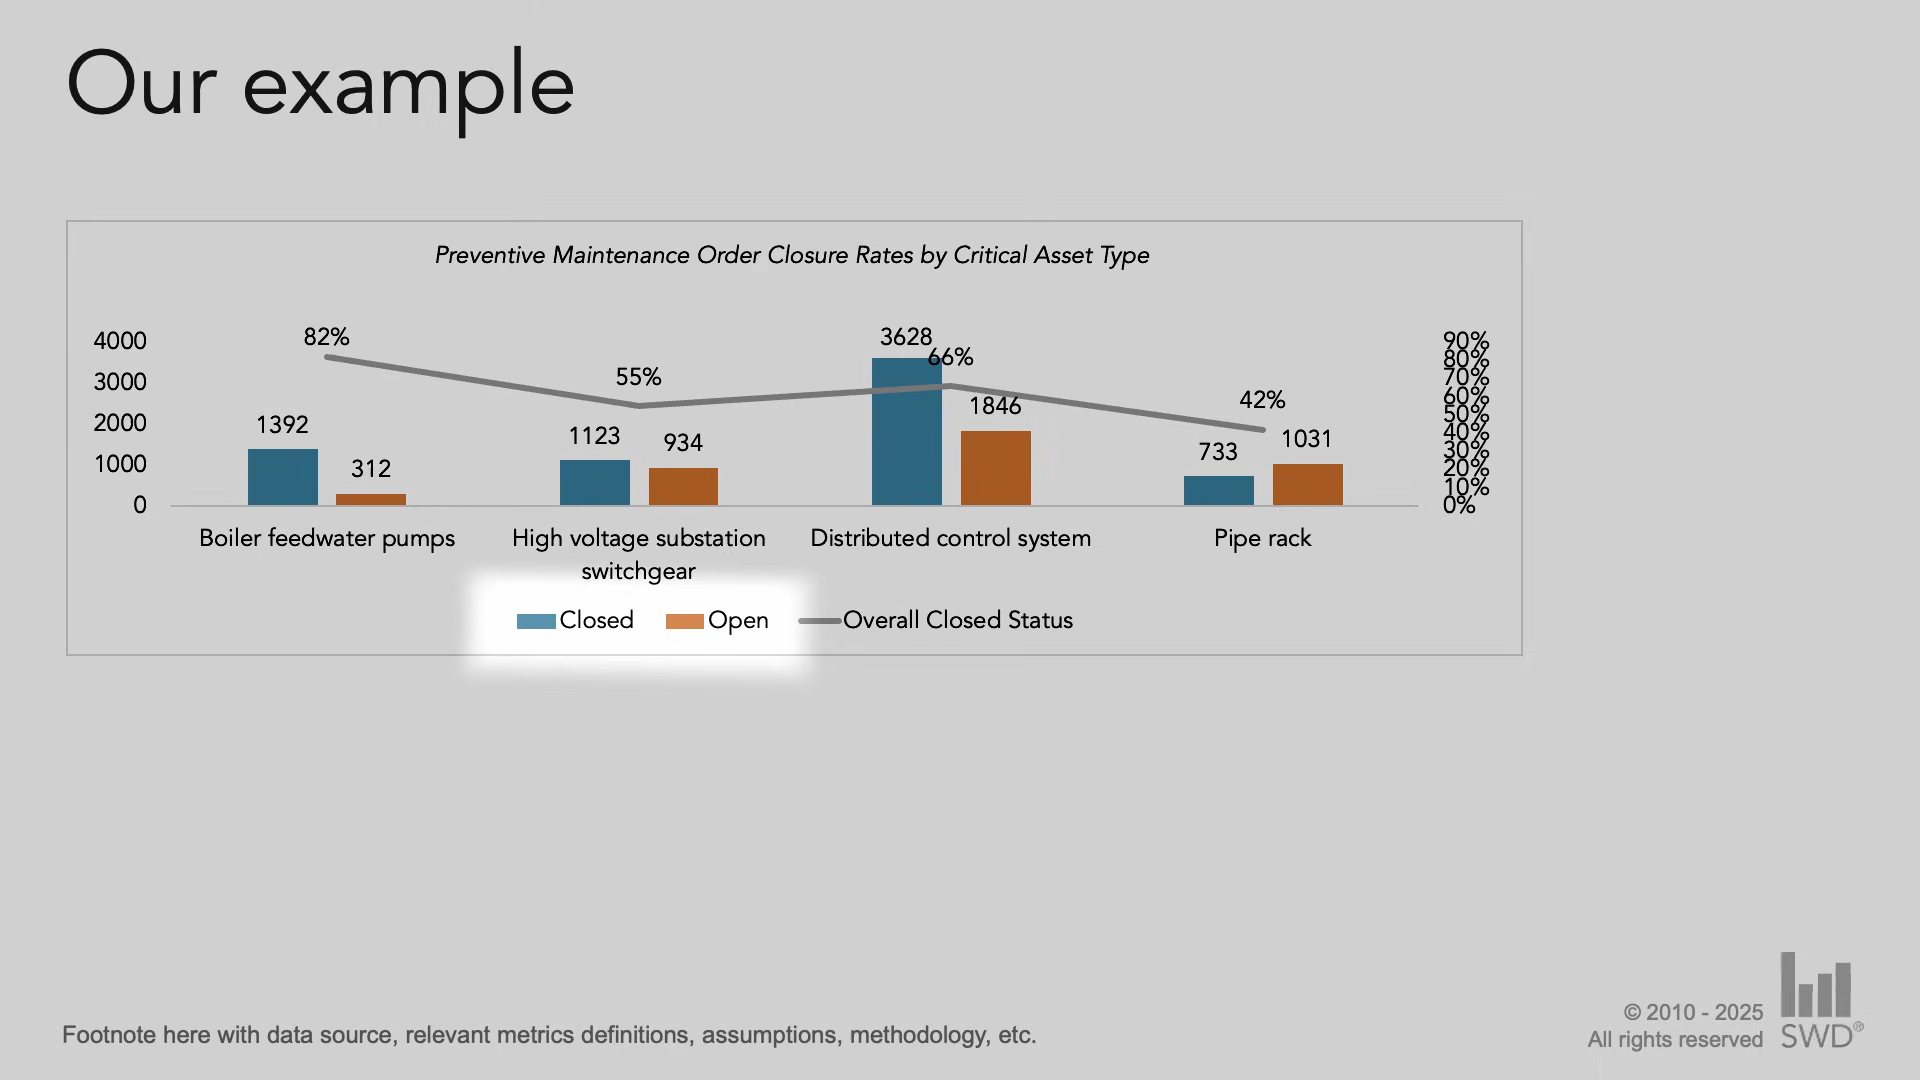 Our example
Preventive Maintenance Order Closure Rates by Critical Asset Type
4000
3000
2000
1000
0
82%
55%
66%
42%
1392
312
1123
934
3628
1846
733
1031
90%
80%
70%
60%
50%
40%
30%
20%
10%
0%
Boiler feedwater pumps
High voltage substation
switchgear
Distributed control system
Pipe rack
Closed
Open
Overall Closed Status
Footnote here with data source, relevant metrics definitions, assumptions, methodology, etc.
© 2010 - 2025
All rights reserved
SWD®